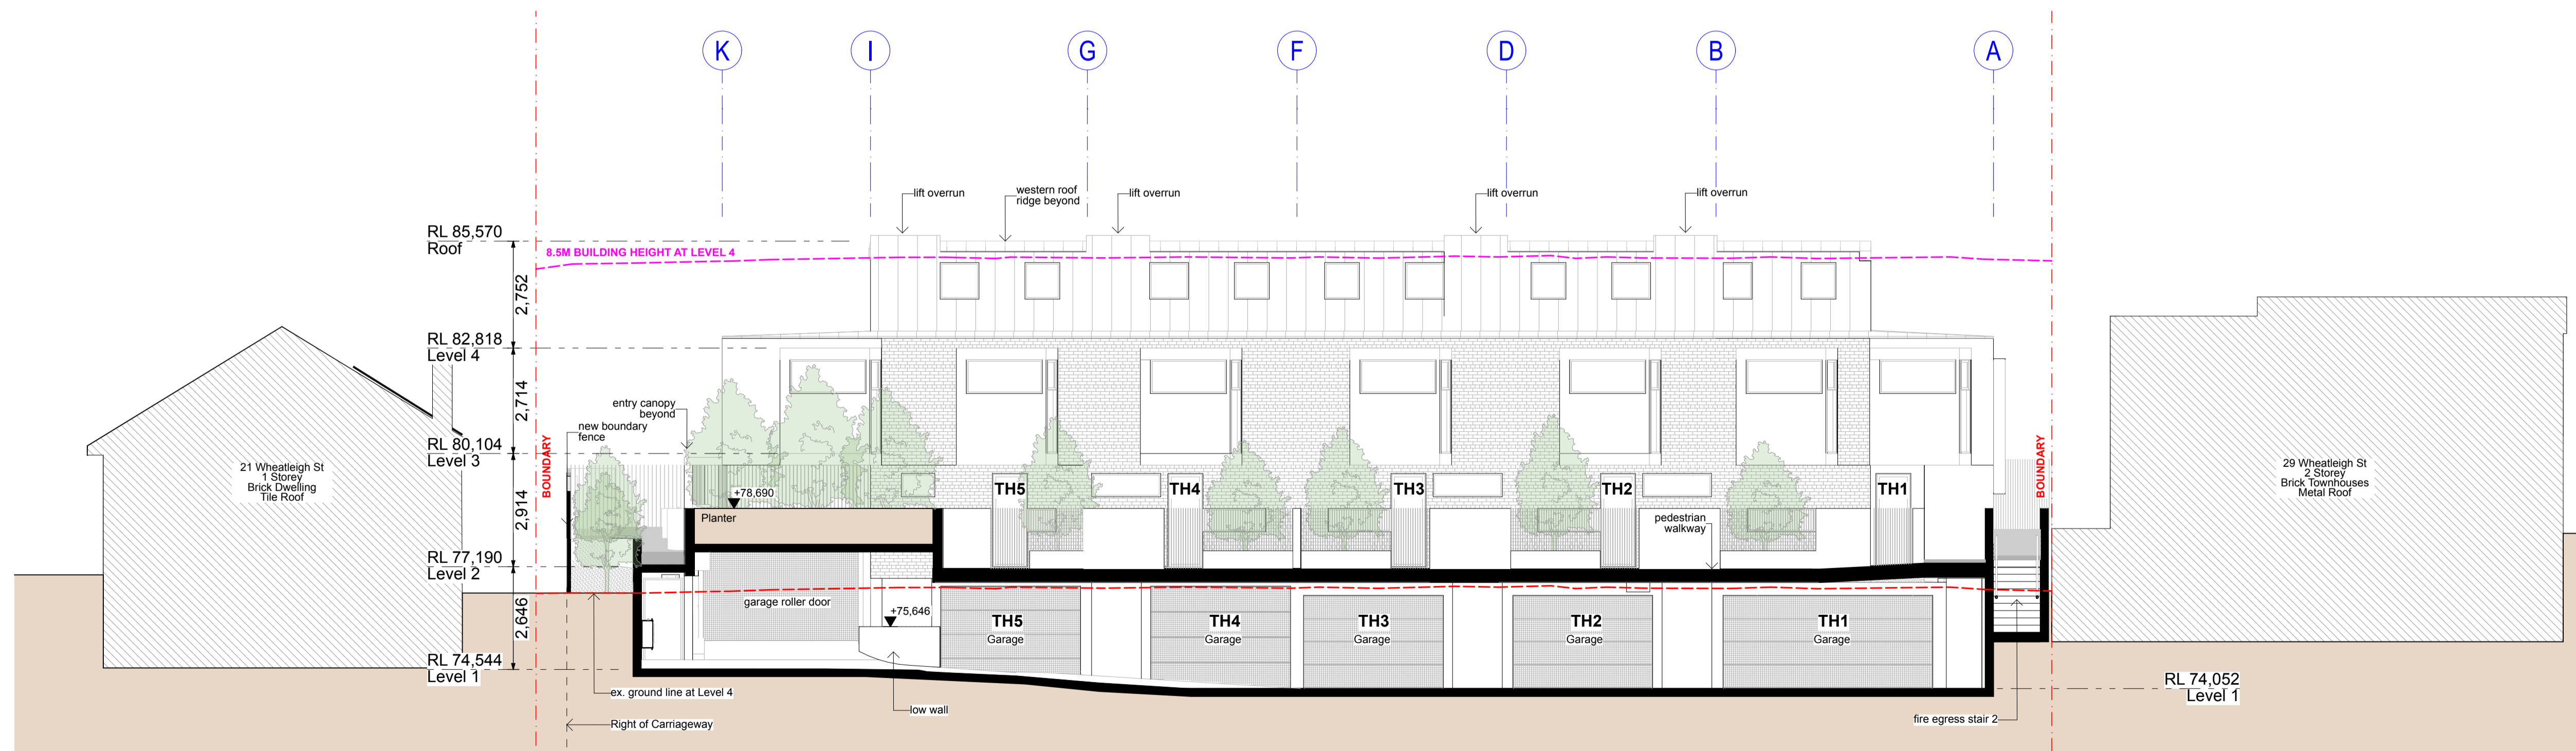 K
I
G
F
D
B
A
lift overrun
western roof
ridge beyond
lift overrun
lift overrun
lift overrun
RL 85,570
Roof
8.5M BUILDING HEIGHT AT LEVEL 4
2,752
RL 82,818
Level 4
2,714
entry canopy
beyond
new boundary
fence
RL 80,104
Level 3
BOUNDARY
BOUNDARY
21 Wheatleigh St
1 Storey
Brick Dwelling
Tile Roof
29 Wheatleigh St
2 Storey
Brick Townhouses
Metal Roof
2,914
+78,690
Planter
TH5
TH4
TH3
TH2
TH1
pedestrian
walkway
RL 77,190
Level 2
2,646
garage roller door
+75,646
TH5
Garage
TH4
Garage
TH3
Garage
TH2
Garage
TH1
Garage
RL 74,544
Level 1
ex. ground line at Level 4
low wall
Right of Carriageway
fire egress stair 2
RL 74,052
Level 1